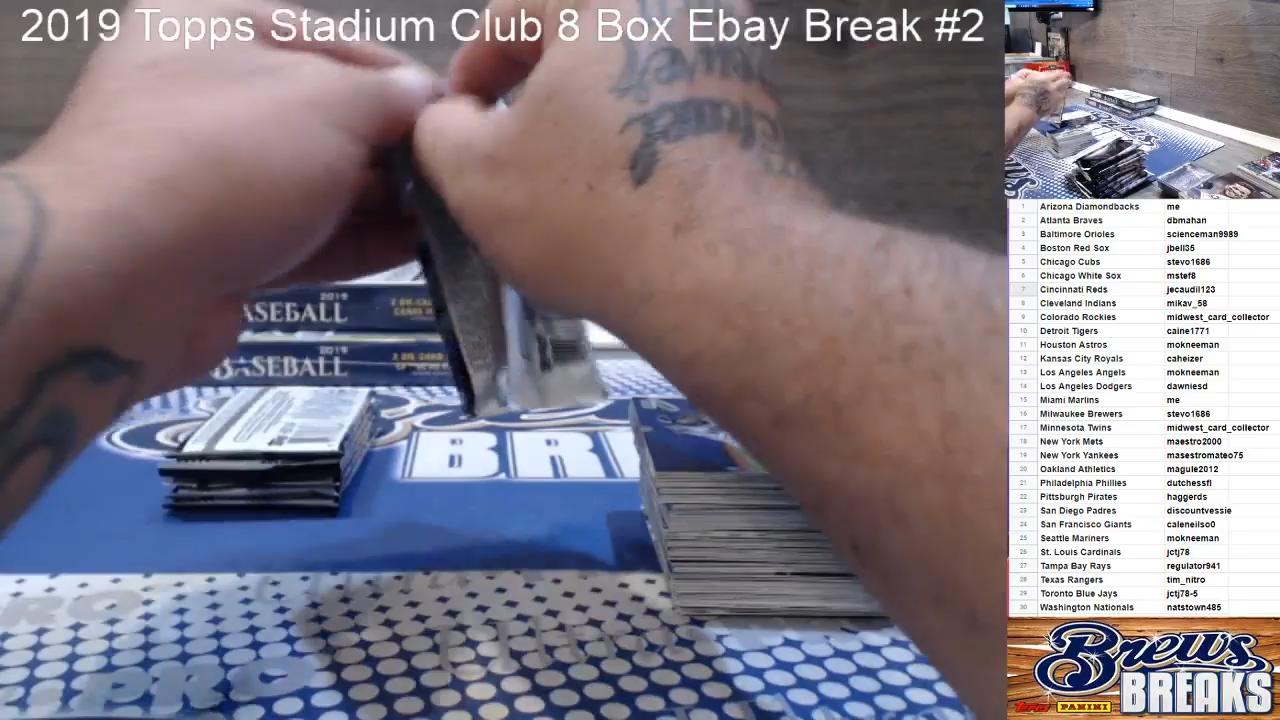 2019 Topps Stadium Club 8 Box Ebay Break #2
2019
ASEBALL
2019
BASEBALL
BRE
PRO
1 Arizona Diamondbacks me
2 Atlanta Braves dbmahan
3 Baltimore Orioles scienceman9989
4 Boston Red Sox jbell35
5 Chicago Cubs stevo1686
6 Chicago White Sox mstef8
7 Cincinnati Reds jecaudil123
8 Cleveland Indians mikav_58
9 Colorado Rockies midwest_card_collector
10 Detroit Tigers caine1771
11 Houston Astros mokneeman
12 Kansas City Royals caheizer
13 Los Angeles Angels mokneeman
14 Los Angeles Dodgers dawniesd
15 Miami Marlins me
16 Milwaukee Brewers stevo1686
17 Minnesota Twins midwest_card_collector
18 New York Mets maestro2000
19 New York Yankees masestromateo75
20 Oakland Athletics magule2012
21 Philadelphia Phillies dutchessfl
22 Pittsburgh Pirates haggerds
23 San Diego Padres discountvessie
24 San Francisco Giants caleneilso0
25 Seattle Mariners mokneeman
26 St. Louis Cardinals jctj78
27 Tampa Bay Rays regulator941
28 Texas Rangers tim_nitro
29 Toronto Blue Jays jctj78-5
30 Washington Nationals natstown485
Brews
BREAKS
topps PANINI